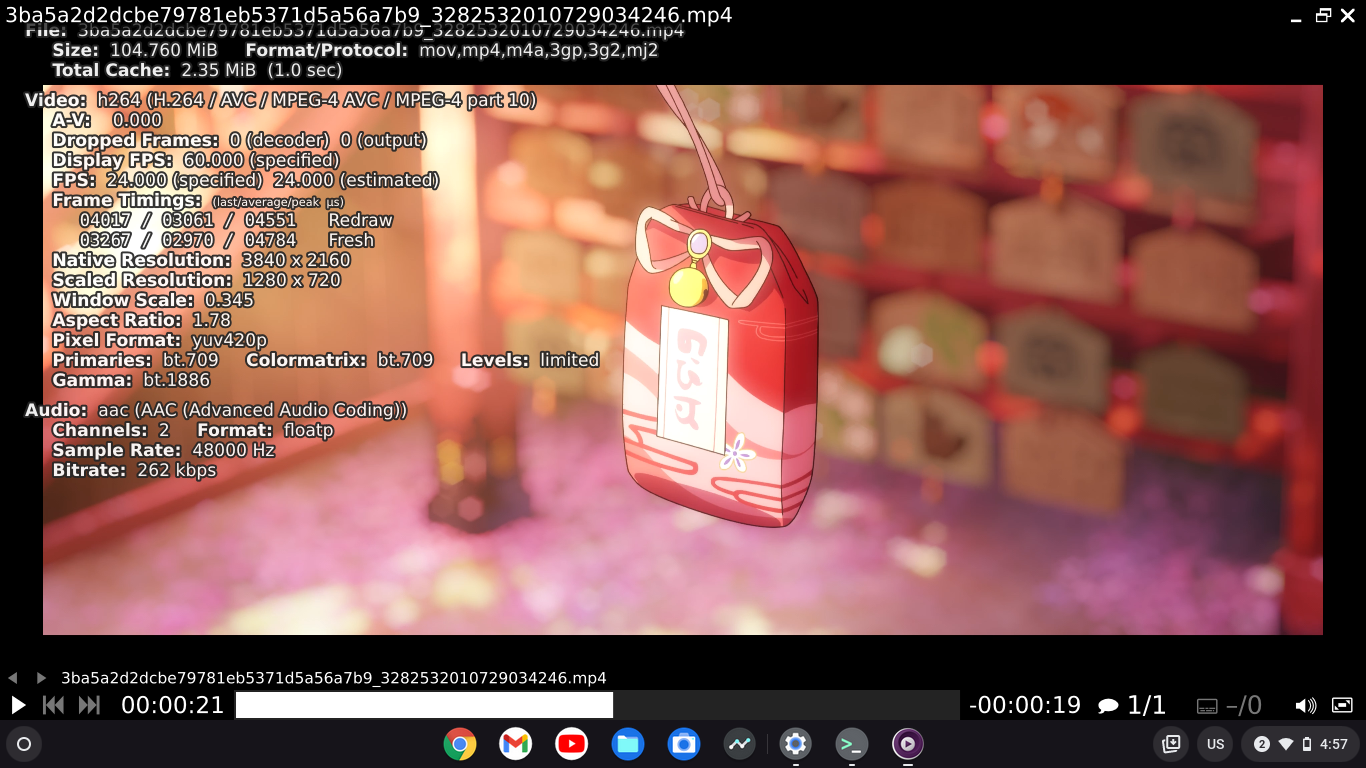 3ba5a2d2dcbe79781eb5371d5a56a7b9_3282532010729034246.mp4
File: 3ba5a2d2dcbe79781eb5371d5a56a7b9_3282532010729034246.mp4
Size: 104.760 MiB Format/Protocol: mov,mp4,m4a,3gp,3g2,mj2
Total Cache: 2.35 MiB (1.0 sec)
Video: h264 (H.264 / AVC / MPEG-4 AVC / MPEG-4 part 10)
A-V: 0.000
Dropped Frames: 0 (decoder) 0 (output)
Display FPS: 60.000 (specified)
FPS: 24.000 (specified) 24.000 (estimated)
Frame Timings: (last/average/peak μs)
04017 / 03061 / 04551 Redraw
03267 / 02970 / 04784 Fresh
Native Resolution: 3840 x 2160
Scaled Resolution: 1280 x 720
Window Scale: 0.345
Aspect Ratio: 1.78
Pixel Format: yuv420p
Primaries: bt.709 Colormatrix: bt.709 Levels: limited
Gamma: bt.1886
Audio: aac (AAC (Advanced Audio Coding))
Channels: 2 Format: floatp
Sample Rate: 48000 Hz
Bitrate: 262 kbps
3ba5a2d2dcbe79781eb5371d5a56a7b9_3282532010729034246.mp4
00:00:21 -00:00:19 1/1 –/0
US 2 4:57